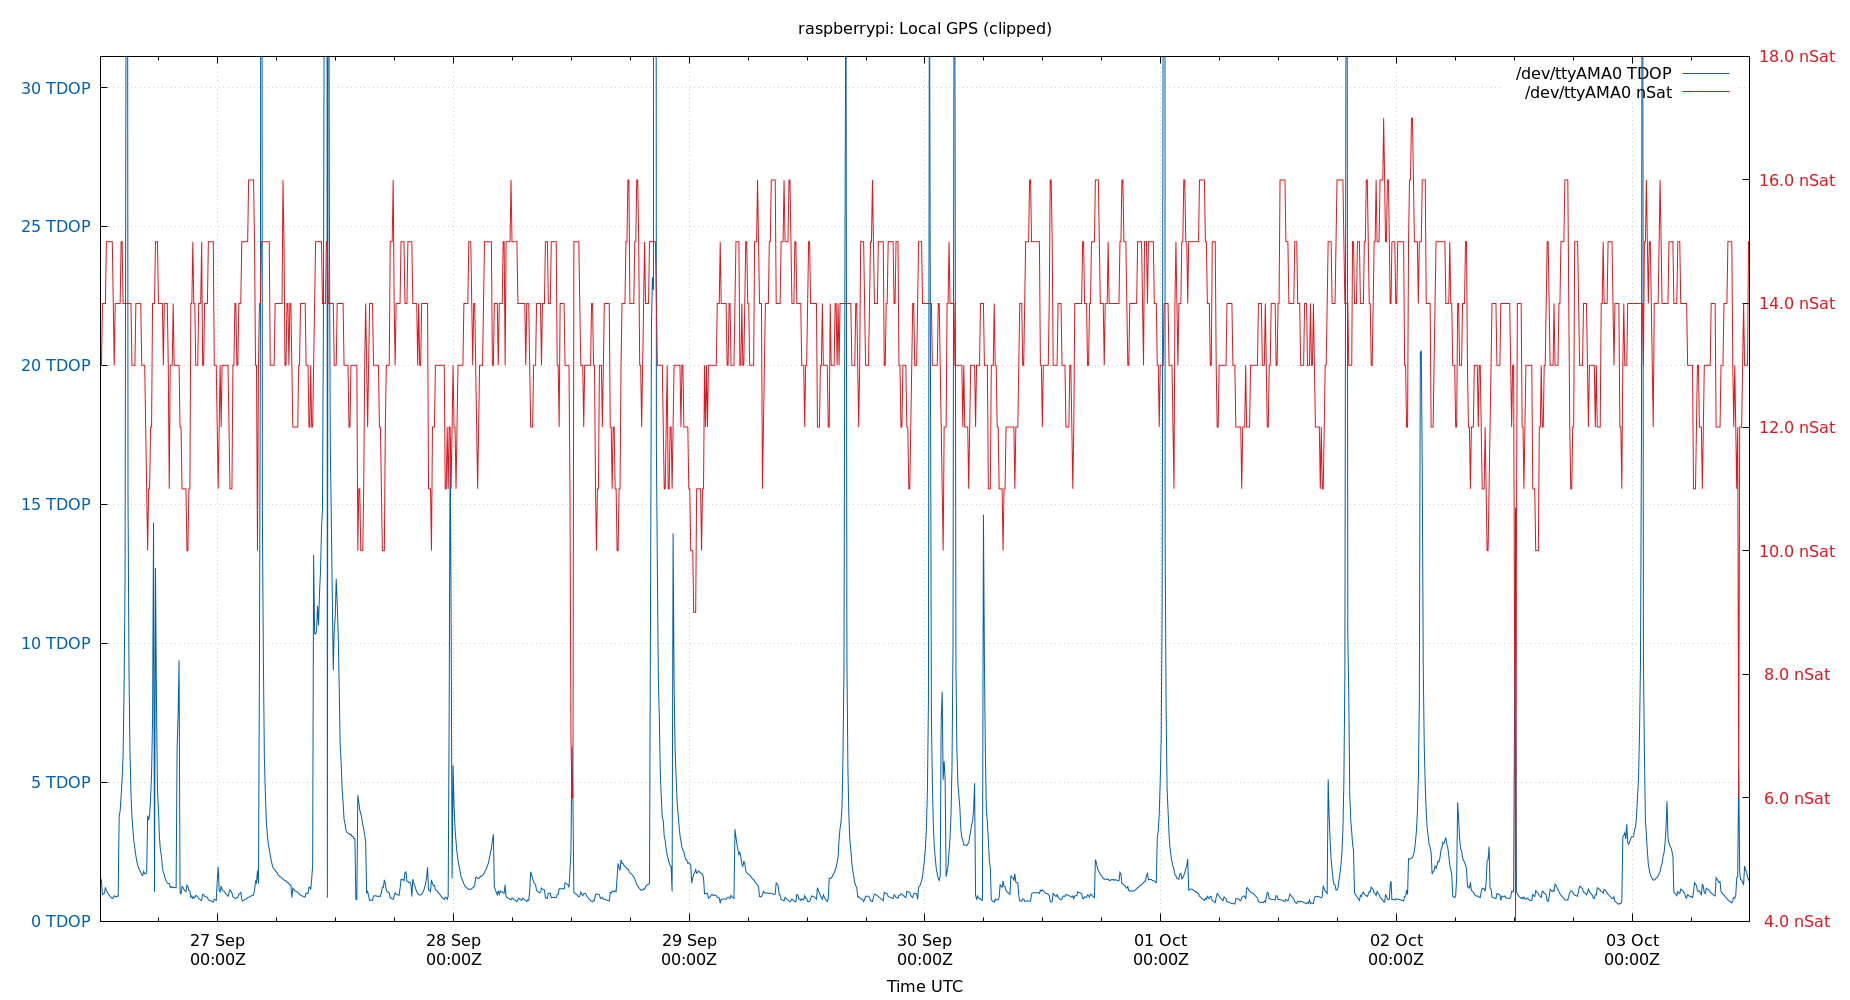 raspberrypi: Local GPS (clipped)
/dev/ttyAMA0 TDOP
/dev/ttyAMA0 nSat
30 TDOP
25 TDOP
20 TDOP
15 TDOP
10 TDOP
5 TDOP
0 TDOP
18.0 nSat
16.0 nSat
14.0 nSat
12.0 nSat
10.0 nSat
8.0 nSat
6.0 nSat
4.0 nSat
27 Sep 28 Sep 29 Sep 30 Sep 01 Oct 02 Oct 03 Oct
00:00Z 00:00Z 00:00Z 00:00Z 00:00Z 00:00Z 00:00Z
Time UTC